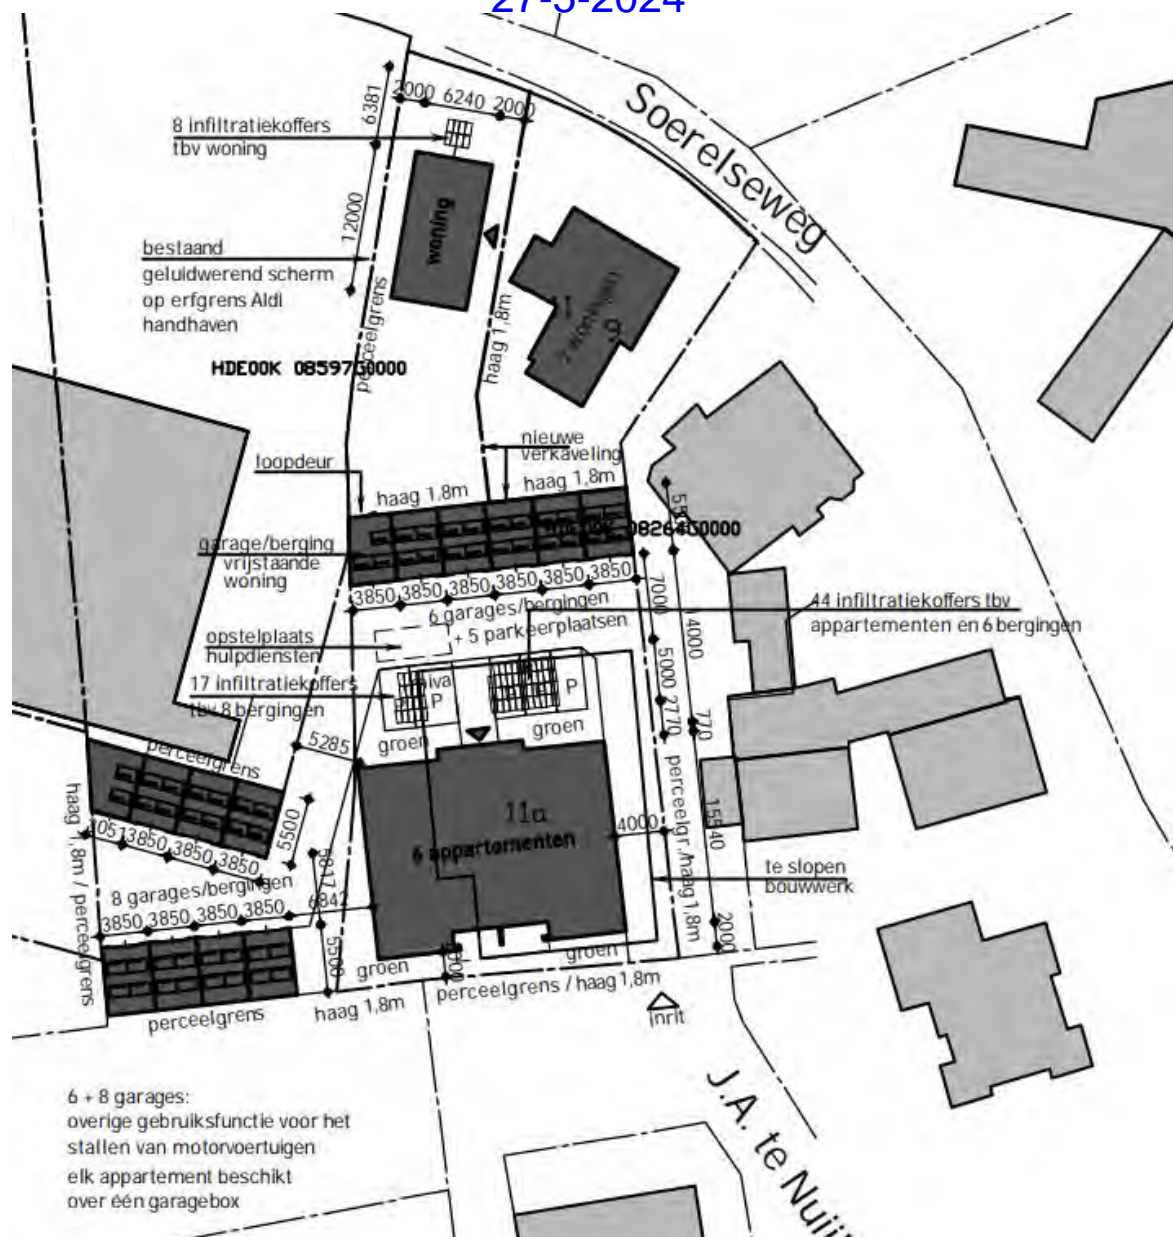 27-5-2024
Soerelseweg
6381
2000 6240 2000
8 infiltratiekoffers
tbv woning
12000
woning
bestaand
geluidwerend scherm
op erfgrens Aldi
handhaven
perceelgrens
haag 1,8m
9
HDE00K 08597G0000
nieuwe
verkaveling
loopdeur
haag 1,8m
haag 1,8m
08264G0000
garage/berging
vrijstaande
woning
3850 3850 3850 3850 3850 3850
7000
6 garages/bergingen
+ 5 parkeerplaatsen
44 infiltratiekoffers tbv
appartementen en 6 bergingen
opstelplaats
hulpdiensten
4000
5000
17 infiltratiekoffers
tbv 8 bergingen
miva
P
P
2770
770
groen
groen
5285
perceelgrens
haag 1,8m / perceelgrens
perceelgr./haag 1,8m
5500
11a
6 appartementen
4000
15540
3850 3850 3850
te slopen
bouwwerk
5817
8 garages/bergingen
3850 3850 3850 3850
6842
2000
5500
groen
groen
perceelgrens / haag 1,8m
haag 1,8m
perceelgrens
inrit
6 + 8 garages:
overige gebruiksfunctie voor het
stallen van motorvoertuigen
elk appartement beschikt
over één garagebox
J.A. te Nuij